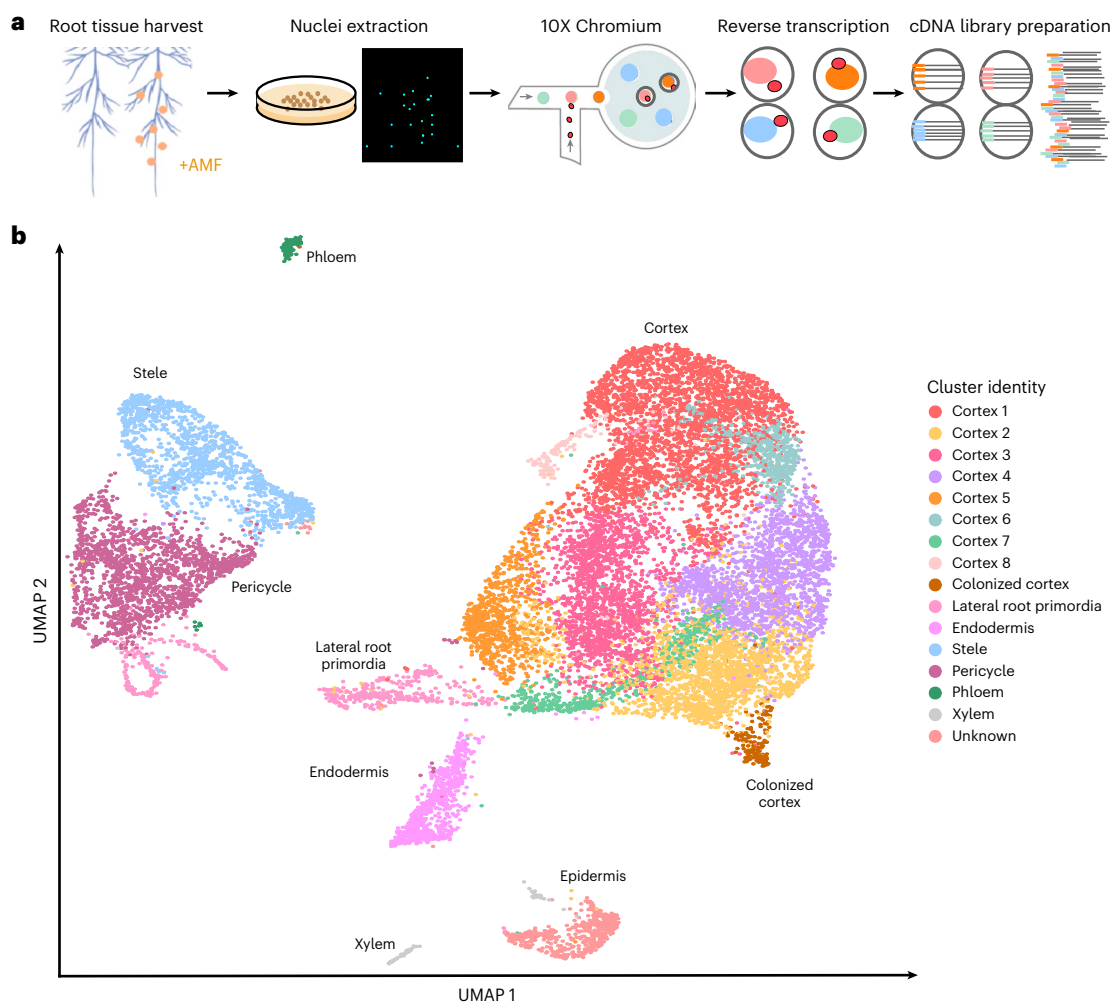 a
Root tissue harvest
Nuclei extraction
10X Chromium
Reverse transcription
cDNA library preparation
+AMF
b
Phloem
Cortex
Stele
Pericycle
Lateral root
primordia
Endodermis
Colonized
cortex
Epidermis
Xylem
UMAP 2
UMAP 1
Cluster identity
Cortex 1
Cortex 2
Cortex 3
Cortex 4
Cortex 5
Cortex 6
Cortex 7
Cortex 8
Colonized cortex
Lateral root primordia
Endodermis
Stele
Pericycle
Phloem
Xylem
Unknown